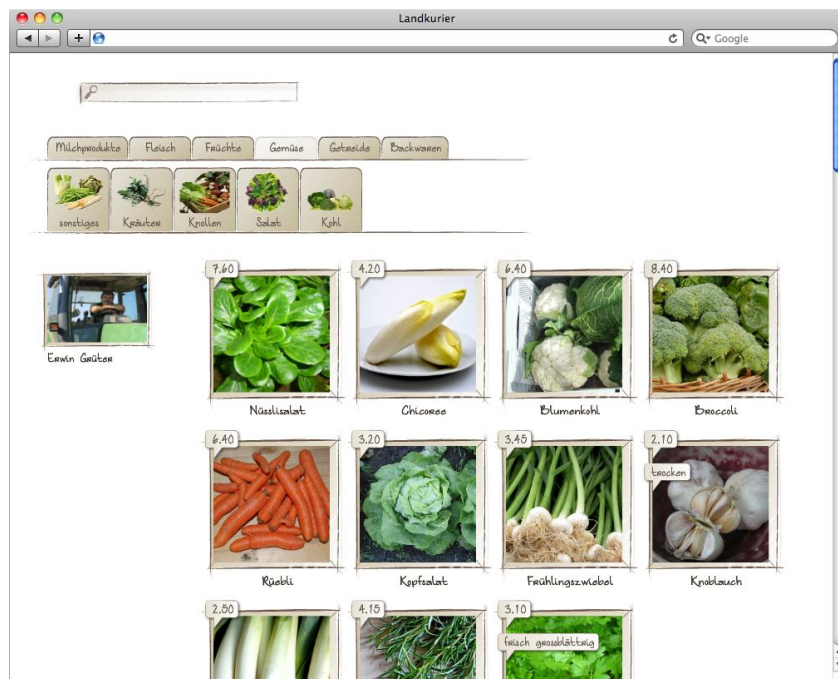 Landkurier
Google
Milchprodukte Fleisch Früchte Gemüse Getreide Backwaren
sonstiges Kräuter Knollen Salat Kohl
7.60 4.20 6.40 8.40
Erwin Grüter
Nüsslisalat Chicoree Blumenkohl Broccoli
6.40 3.20 3.45 2.10
trocken
Rüebli Kopfsalat Frühlingszwiebel Knoblauch
2.50 4.15 3.10
frisch grossblättrig